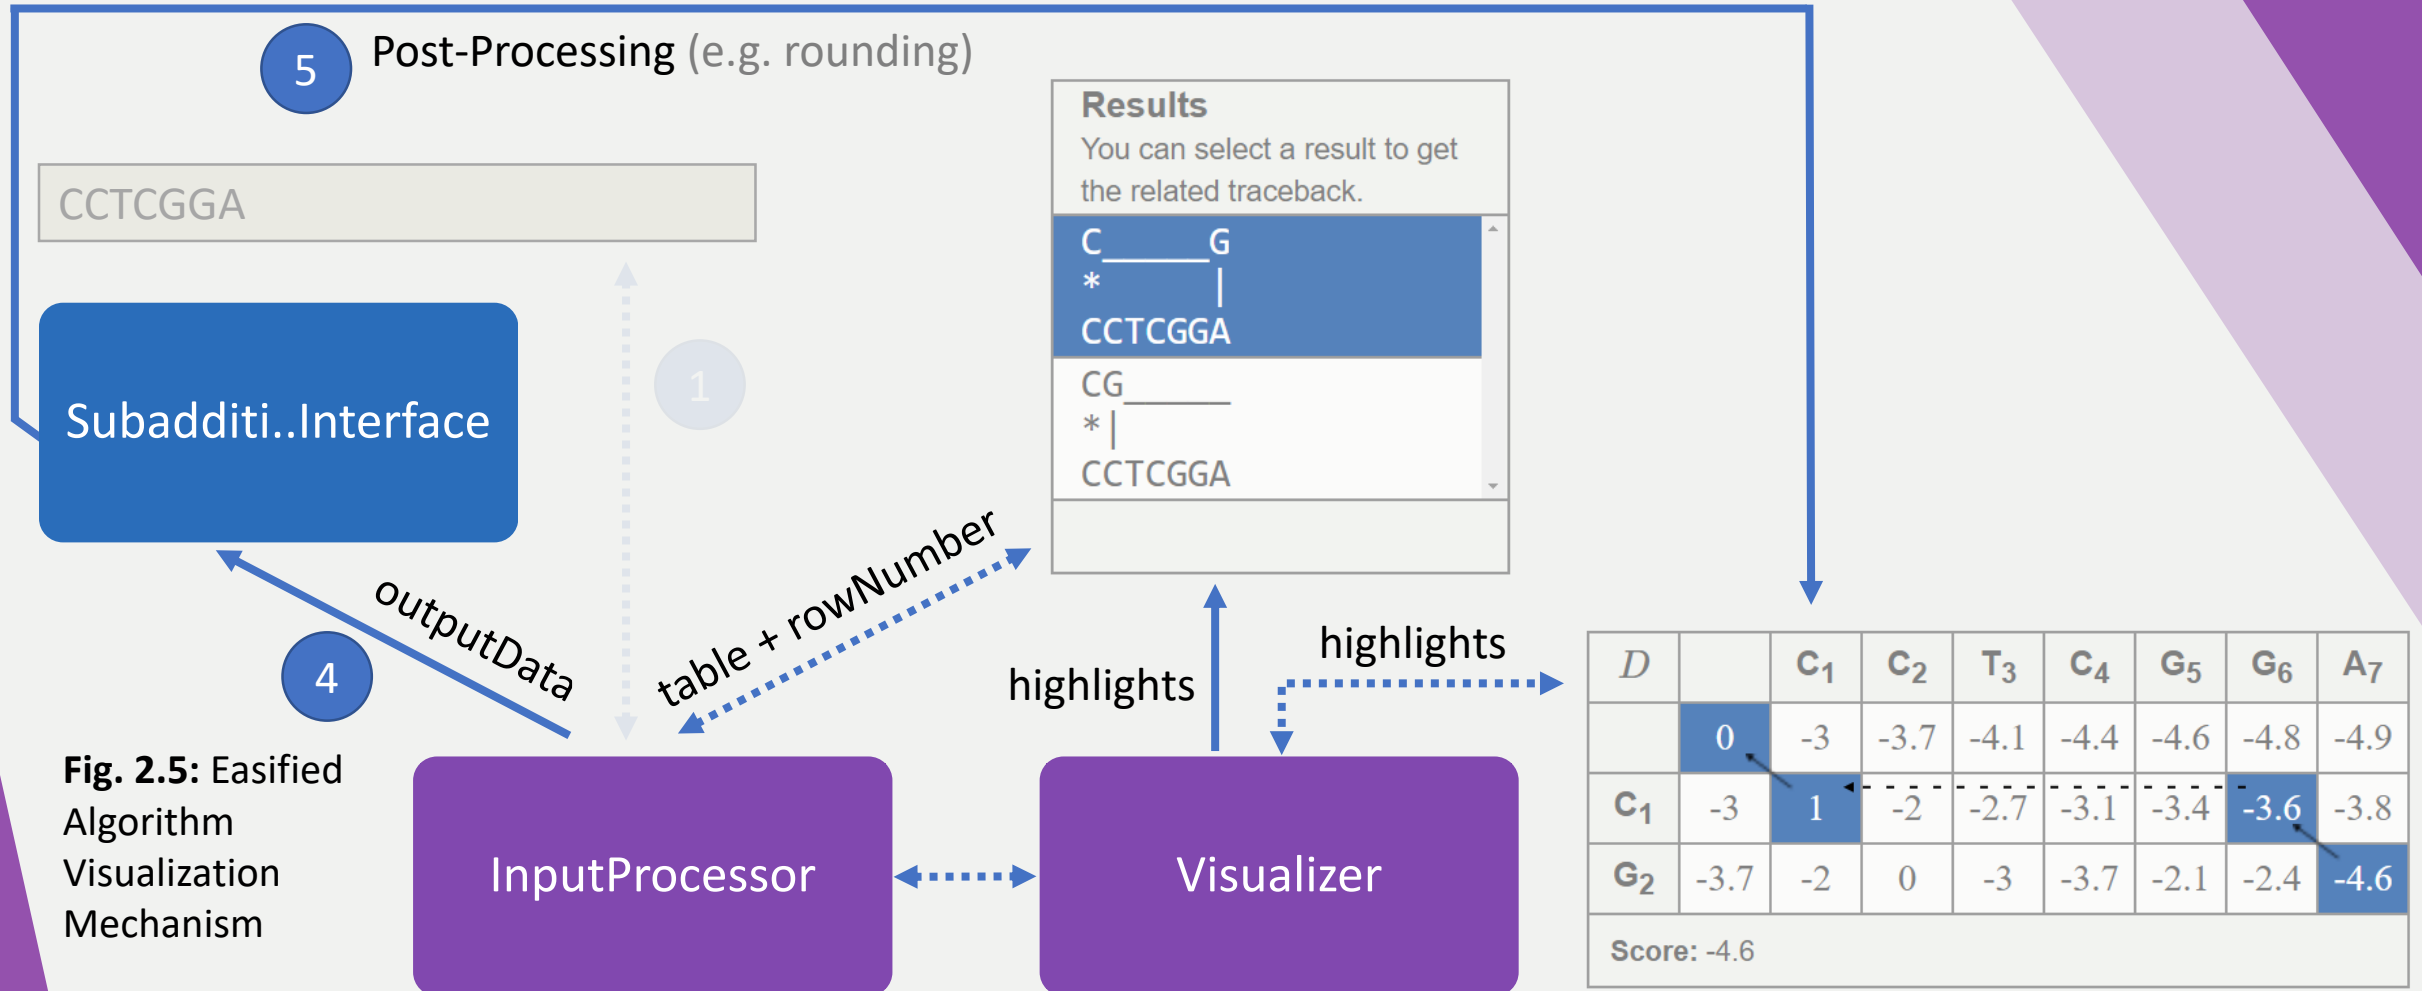 5
Post-Processing (e.g. rounding)
CCTCGGA
Subadditi..Interface
1
Results
You can select a result to get
the related traceback.
C_____G
*     |
CCTCGGA
CG_____
*|
CCTCGGA
outputData
4
table + rowNumber
highlights
highlights
Fig. 2.5: Easified
Algorithm
Visualization
Mechanism
InputProcessor
Visualizer
D C1 C2 T3 C4 G5 G6 A7
0 -3 -3.7 -4.1 -4.4 -4.6 -4.8 -4.9
C1 -3 1 -2 -2.7 -3.1 -3.4 -3.6 -3.8
G2 -3.7 -2 0 -3 -3.7 -2.1 -2.4 -4.6
Score: -4.6